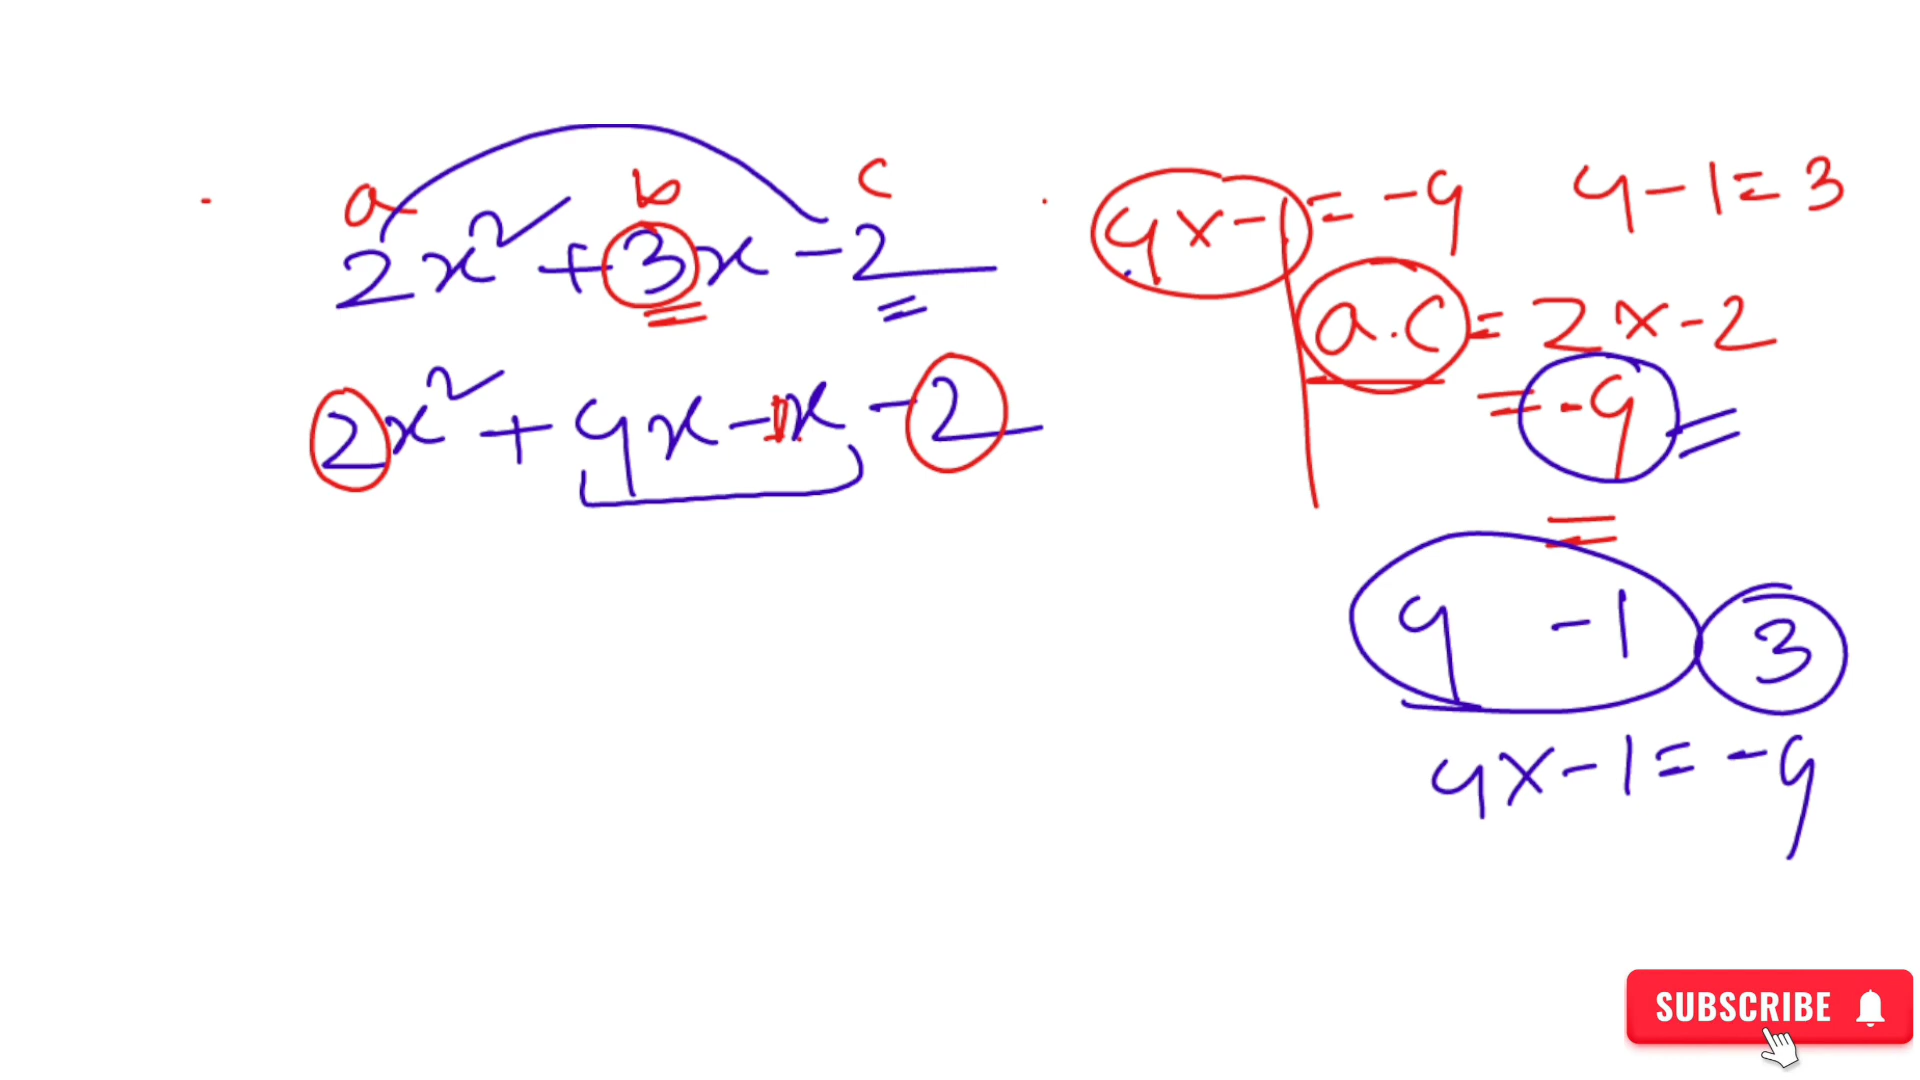 a b c
2x² + 3x - 2
2x² + 4x - 1x - 2
4 x -1 = -4
4 - 1 = 3
a.c = 2 x -2
= -4
4 -1 3
4 x -1 = -4
SUBSCRIBE